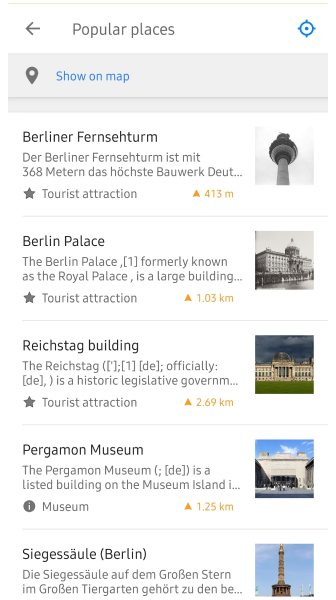 Popular places
Show on map
Berliner Fernsehturm
Der Berliner Fernsehturm ist mit
368 Metern das höchste Bauwerk Deut...
Tourist attraction
413 m
Berlin Palace
The Berlin Palace ,[1] formerly known
as the Royal Palace , is a large building...
Tourist attraction
1.03 km
Reichstag building
The Reichstag (['];[1] [de]; officially:
[de], ) is a historic legislative governm...
Tourist attraction
2.69 km
Pergamon Museum
The Pergamon Museum (; [de]) is a
listed building on the Museum Island i...
Museum
1.25 km
Siegessäule (Berlin)
Die Siegessäule auf dem Großen Stern
im Großen Tiergarten gehört zu den be...